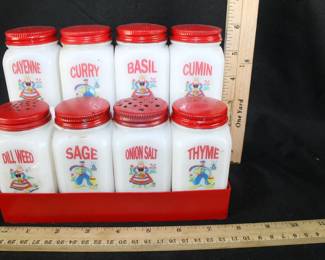 CAYENNE
CURRY
BASIL
CUMIN
DILL WEED
SAGE
ONION SALT
THYME
One Yard